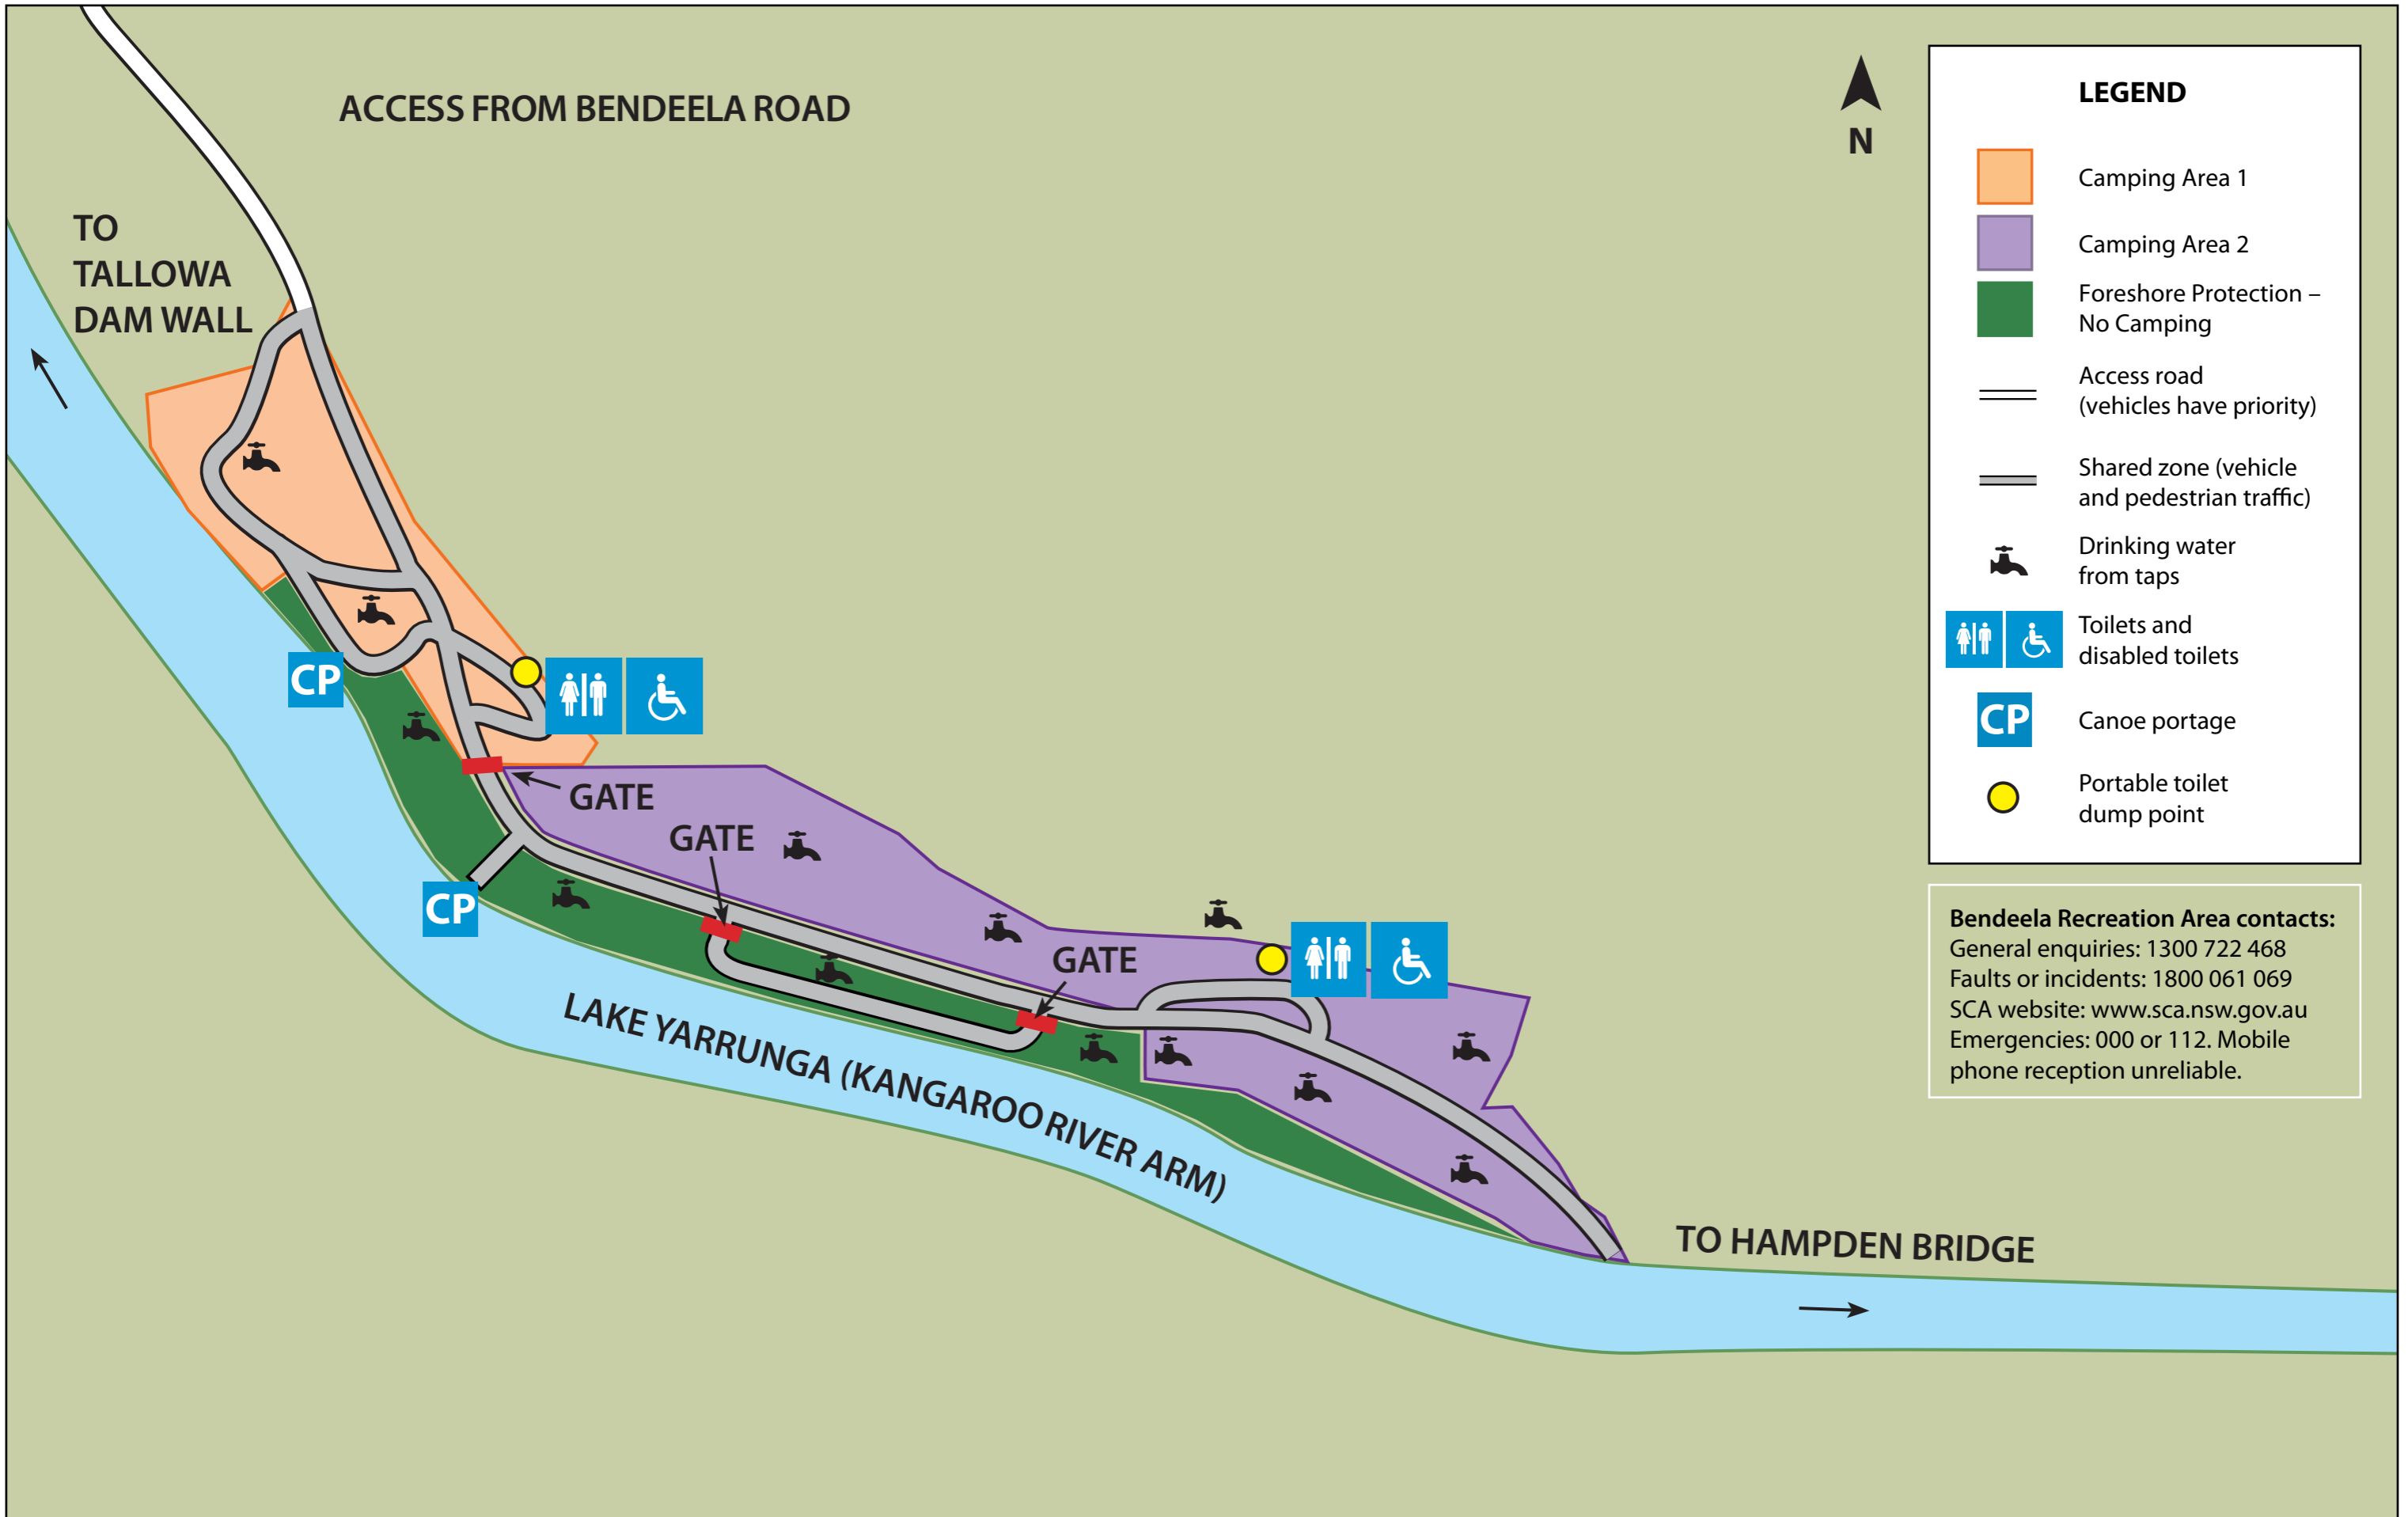 ACCESS FROM BENDEELA ROAD
N
TO
TALLOWA
DAM WALL
CP
GATE
GATE
CP
GATE
LAKE YARRUNGA (KANGAROO RIVER ARM)
TO HAMPDEN BRIDGE
LEGEND
Camping Area 1
Camping Area 2
Foreshore Protection –
No Camping
Access road
(vehicles have priority)
Shared zone (vehicle
and pedestrian traffic)
Drinking water
from taps
Toilets and
disabled toilets
CP
Canoe portage
Portable toilet
dump point
Bendeela Recreation Area contacts:
General enquiries: 1300 722 468
Faults or incidents: 1800 061 069
SCA website: www.sca.nsw.gov.au
Emergencies: 000 or 112. Mobile
phone reception unreliable.